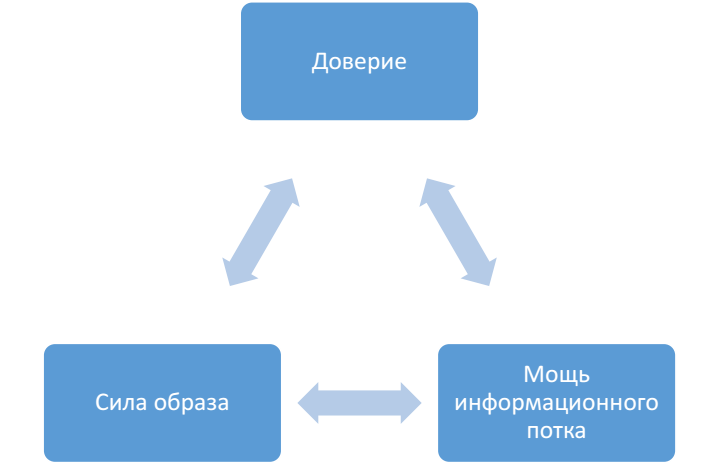 Доверие
Сила образа
Мощь
информационного
потка